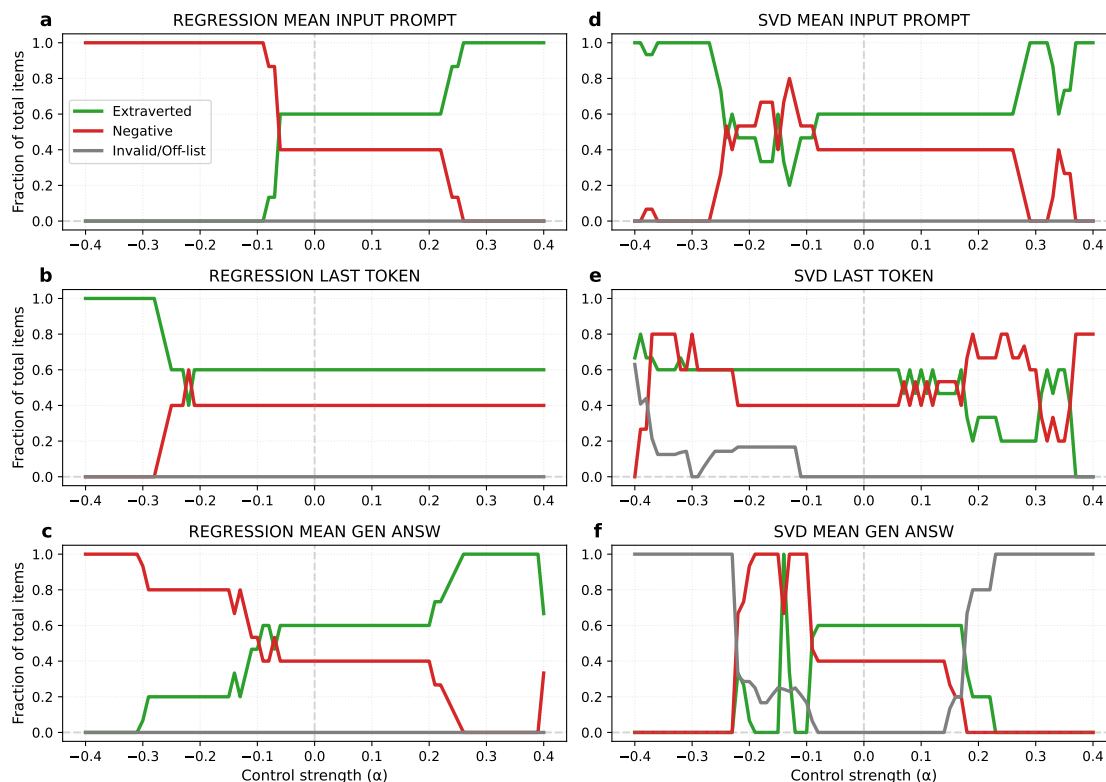 a REGRESSION MEAN INPUT PROMPT
1.0
0.8
0.6
0.4
0.2
0.0
Fraction of total items
Extraverted
Negative
Invalid/Off-list
−0.4 −0.3 −0.2 −0.1 0.0 0.1 0.2 0.3 0.4
d SVD MEAN INPUT PROMPT
1.0
0.8
0.6
0.4
0.2
0.0
−0.4 −0.3 −0.2 −0.1 0.0 0.1 0.2 0.3 0.4
b REGRESSION LAST TOKEN
1.0
0.8
0.6
0.4
0.2
0.0
Fraction of total items
−0.4 −0.3 −0.2 −0.1 0.0 0.1 0.2 0.3 0.4
e SVD LAST TOKEN
1.0
0.8
0.6
0.4
0.2
0.0
−0.4 −0.3 −0.2 −0.1 0.0 0.1 0.2 0.3 0.4
c REGRESSION MEAN GEN ANSW
1.0
0.8
0.6
0.4
0.2
0.0
Fraction of total items
−0.4 −0.3 −0.2 −0.1 0.0 0.1 0.2 0.3 0.4
Control strength (α)
f SVD MEAN GEN ANSW
1.0
0.8
0.6
0.4
0.2
0.0
−0.4 −0.3 −0.2 −0.1 0.0 0.1 0.2 0.3 0.4
Control strength (α)